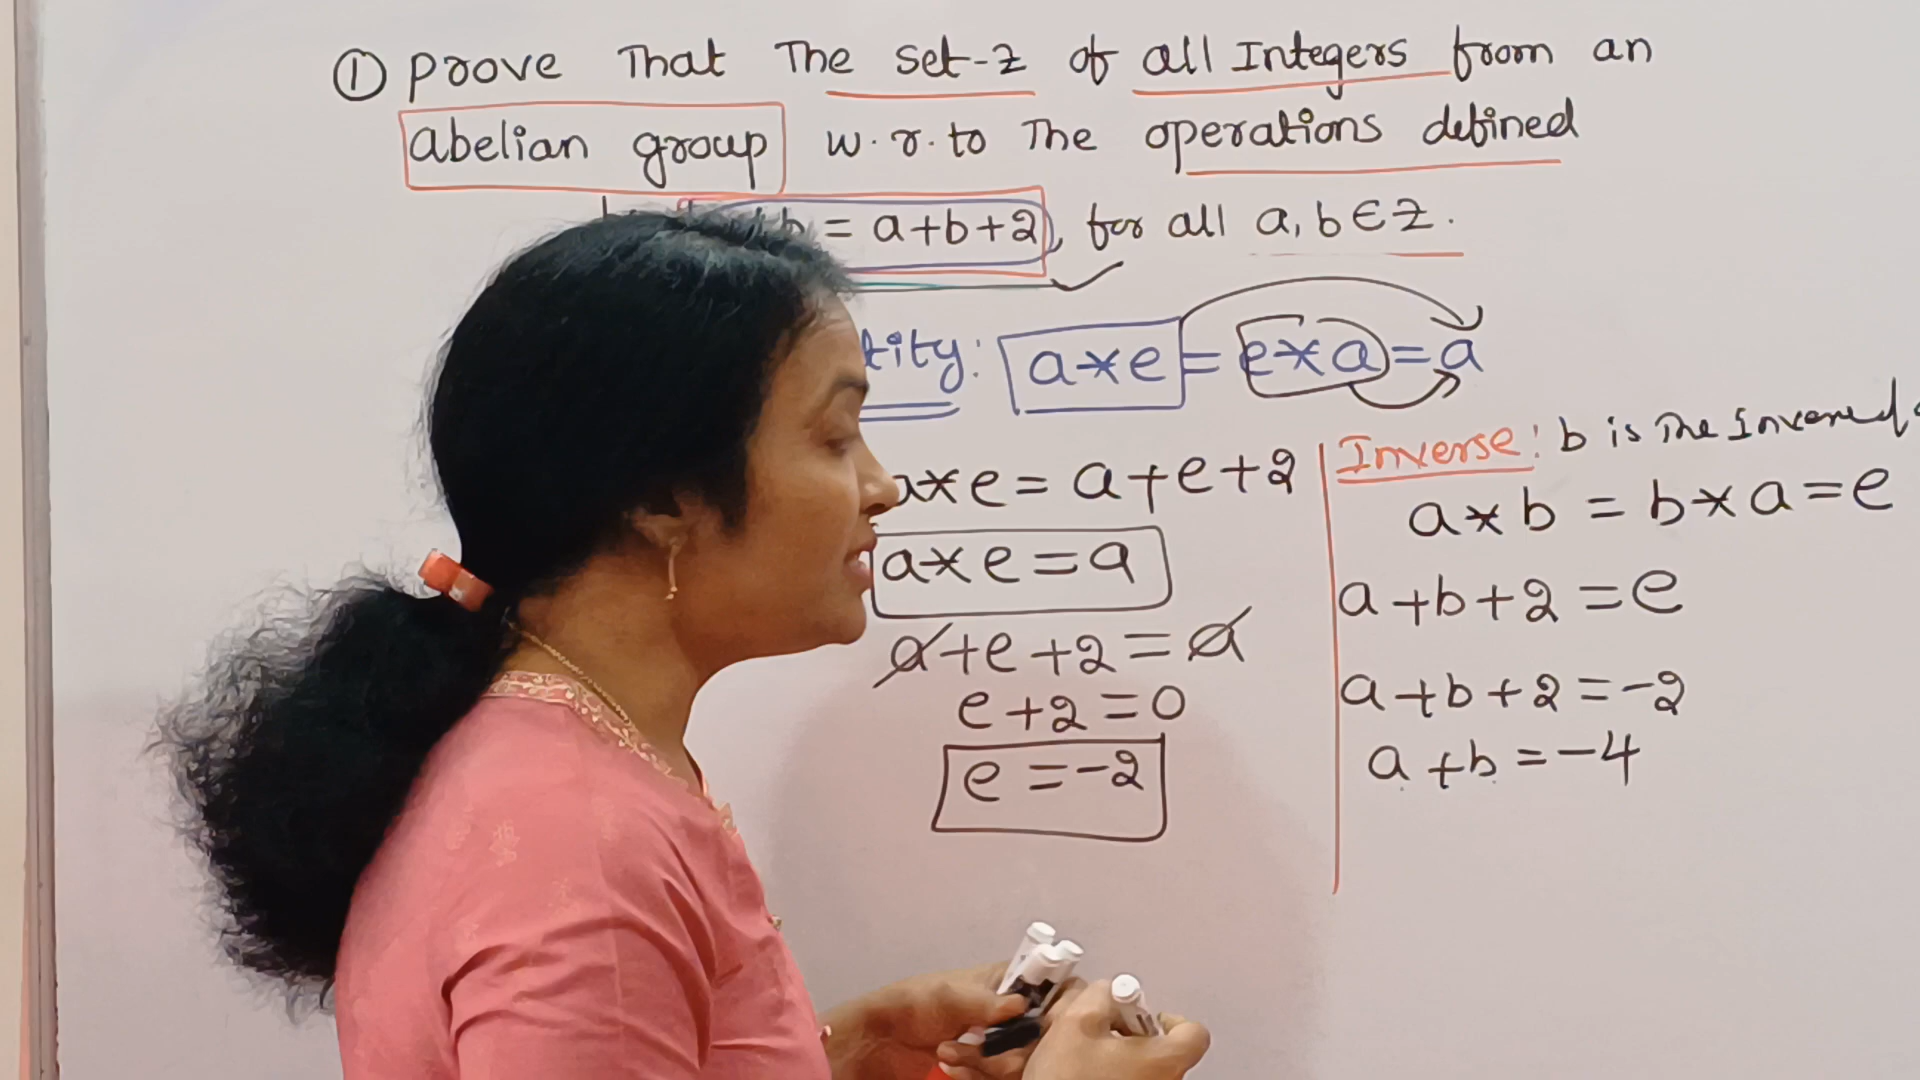 ① prove That The set-z of all Integers from an
abelian group w.r.to The operations defined
b = a+b+2, for all a, b ∈ z.
tity: a*e = e*a = a
a*e = a+e+2
a*e = a
a+e+2 = a
e+2 = 0
e = -2
Inverse: b is The Inverse of
a*b = b*a = e
a+b+2 = e
a+b+2 = -2
a+b = -4